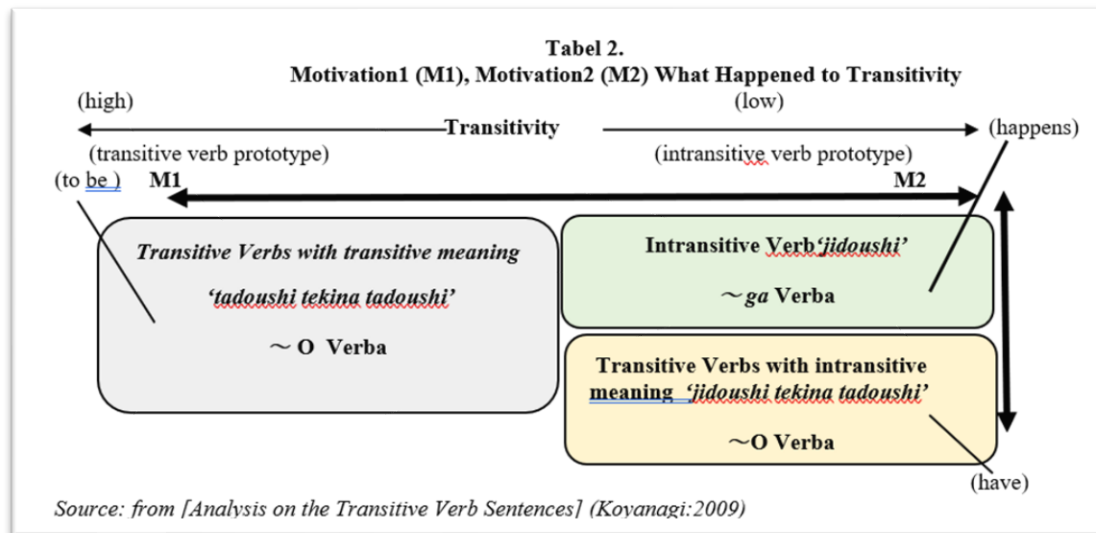 Tabel 2.
Motivation1 (M1), Motivation2 (M2) What Happened to Transitivity
(high)
(low)
Transitivity
(happens)
(transitive verb prototype)
(intransitive verb prototype)
(to be ) M1
M2
Transitive Verbs with transitive meaning
‘tadoushi tekina tadoushi’
～ O Verba
Intransitive Verb‘jidoushi’
～ga Verba
Transitive Verbs with intransitive
meaning ‘jidoushi tekina tadoushi’
～O Verba
(have)
Source: from [Analysis on the Transitive Verb Sentences] (Koyanagi:2009)